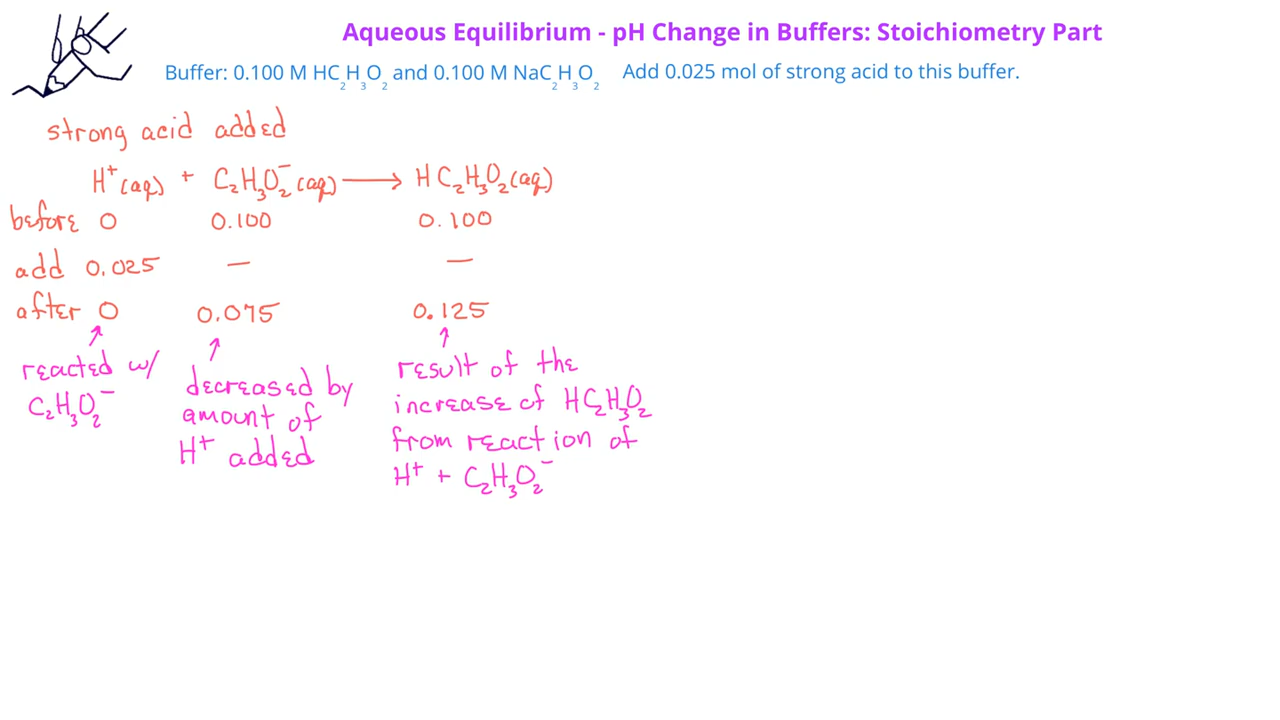 Aqueous Equilibrium - pH Change in Buffers: Stoichiometry Part
Buffer: 0.100 M HC₂H₃O₂ and 0.100 M NaC₂H₃O₂ Add 0.025 mol of strong acid to this buffer.
strong acid added
H⁺(aq) + C₂H₃O₂⁻(aq) ⟶ HC₂H₃O₂(aq)
before 0 0.100 0.100
add 0.025 — —
after 0 0.075 0.125
reacted w/
C₂H₃O₂⁻
decreased by
amount of
H⁺ added
result of the
increase of HC₂H₃O₂
from reaction of
H⁺ + C₂H₃O₂⁻